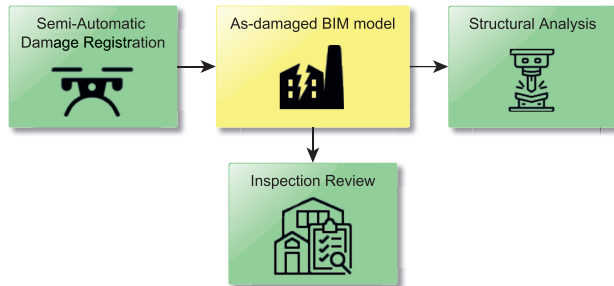 Semi-Automatic
Damage Registration
As-damaged BIM model
Structural Analysis
Inspection Review